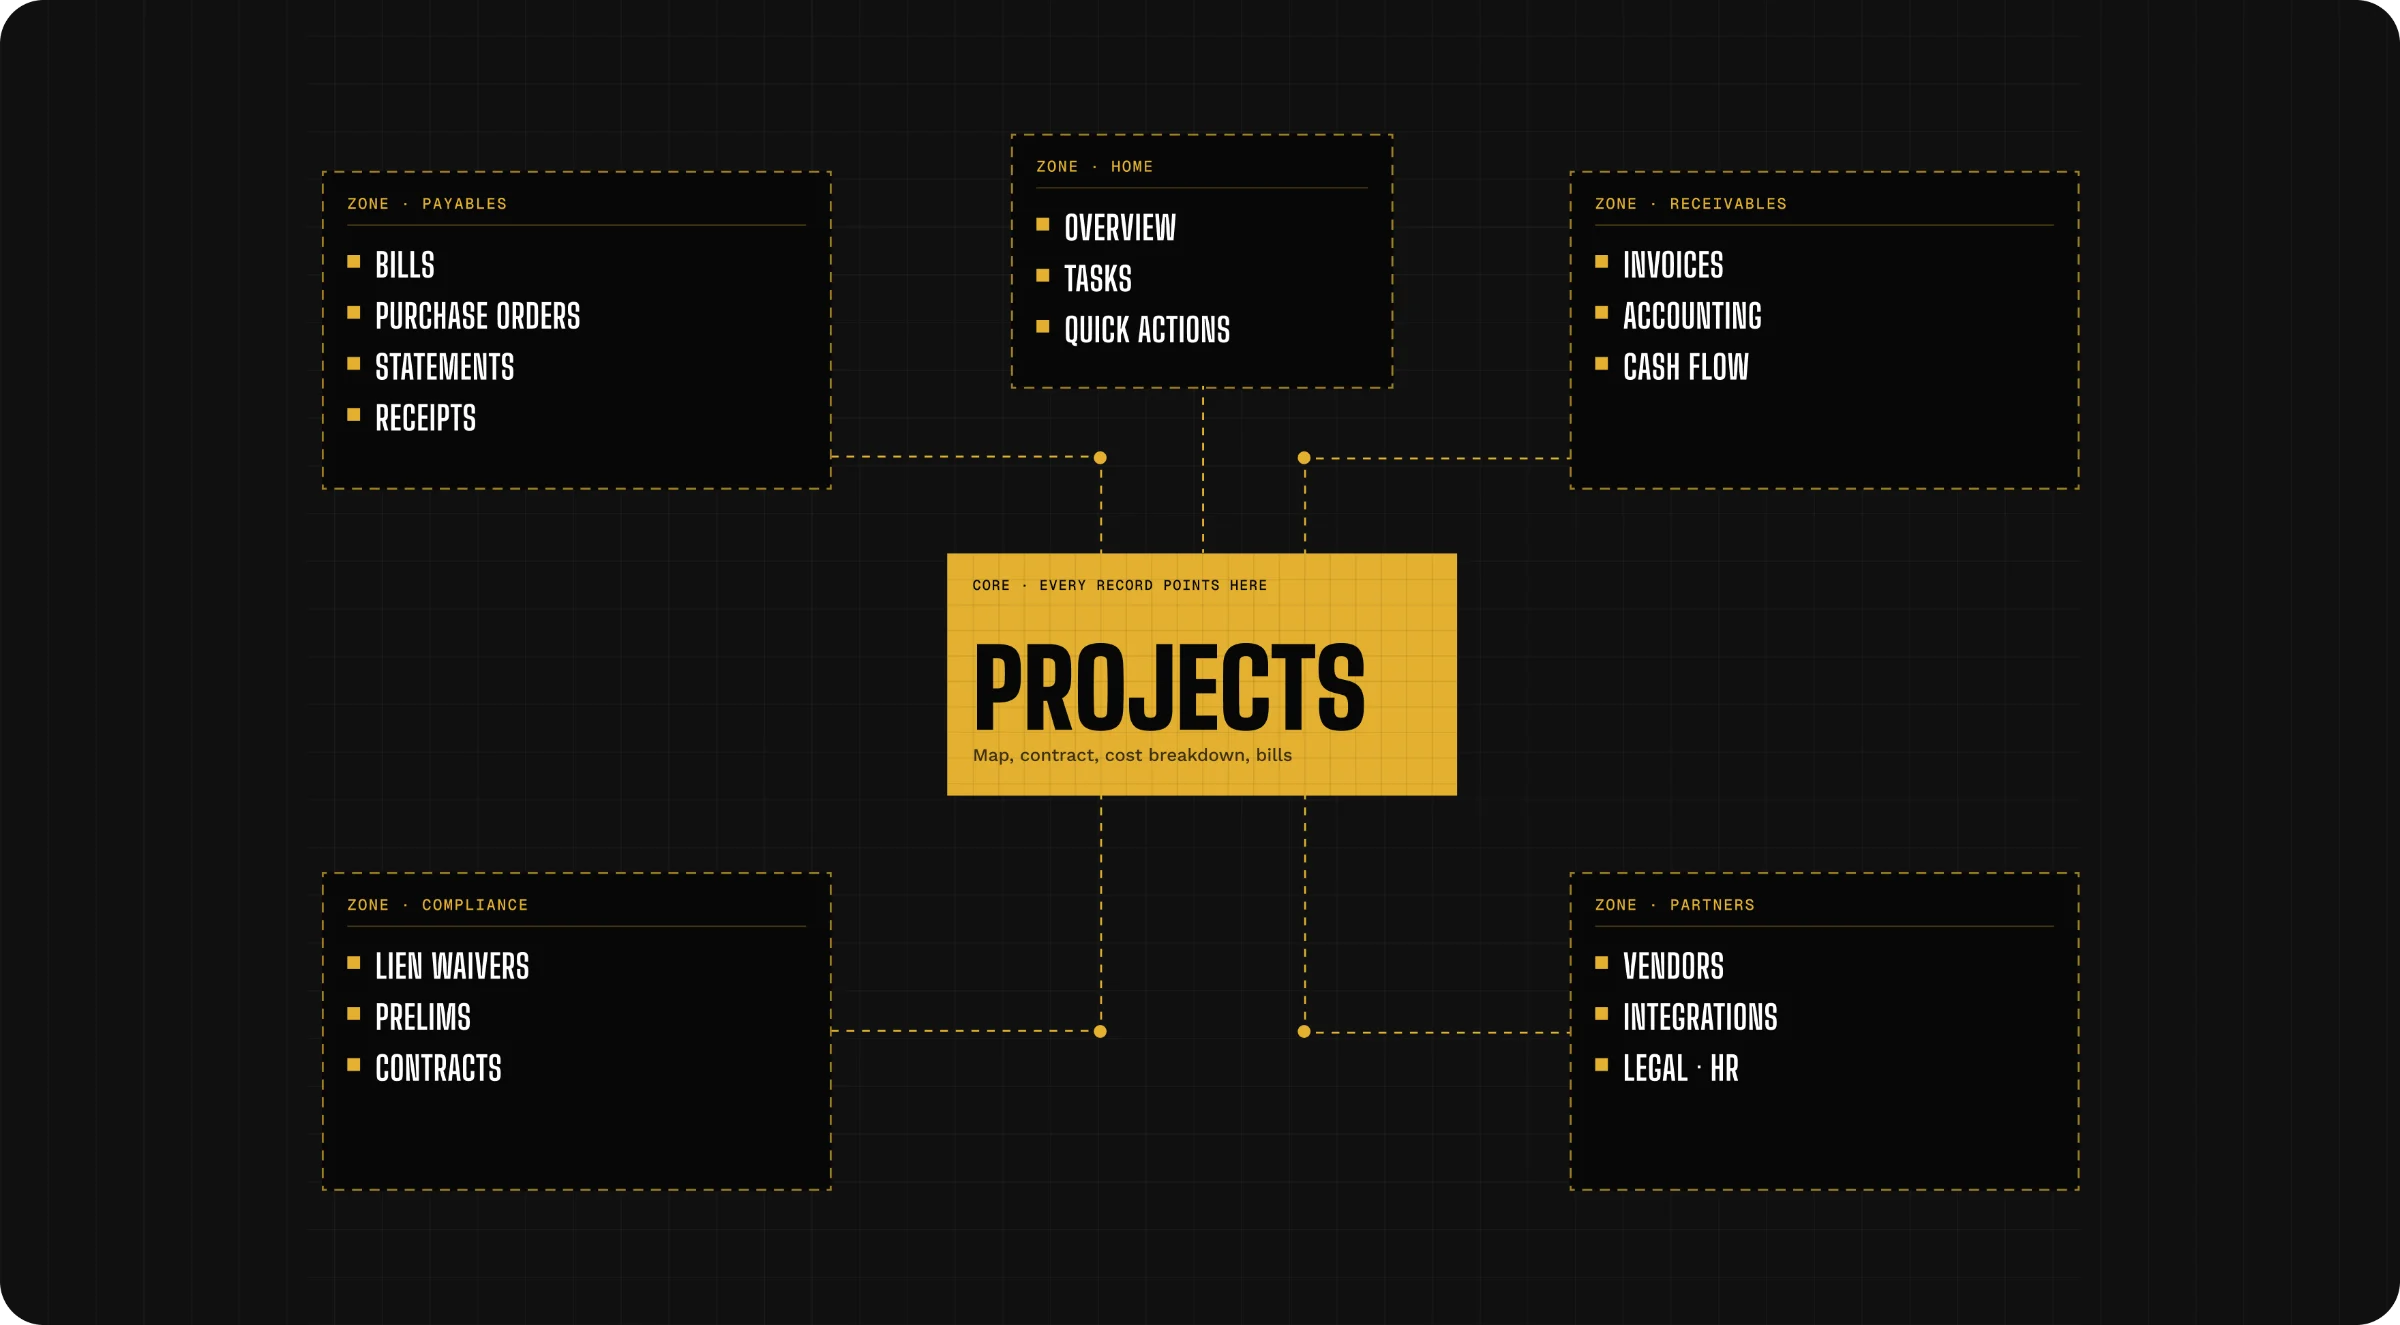 ZONE · PAYABLES
BILLS
PURCHASE ORDERS
STATEMENTS
RECEIPTS
ZONE · HOME
OVERVIEW
TASKS
QUICK ACTIONS
ZONE · RECEIVABLES
INVOICES
ACCOUNTING
CASH FLOW
CORE · EVERY RECORD POINTS HERE
PROJECTS
Map, contract, cost breakdown, bills
ZONE · COMPLIANCE
LIEN WAIVERS
PRELIMS
CONTRACTS
ZONE · PARTNERS
VENDORS
INTEGRATIONS
LEGAL · HR